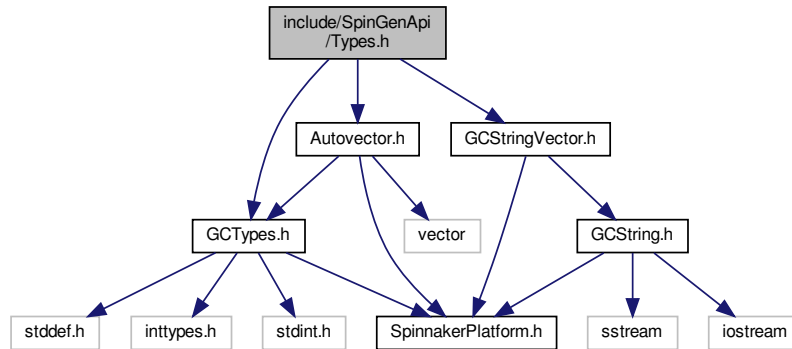 include/SpinGenApi
/Types.h
Autovector.h
GCStringVector.h
GCTypes.h
vector
GCString.h
stddef.h
inttypes.h
stdint.h
SpinnakerPlatform.h
sstream
iostream